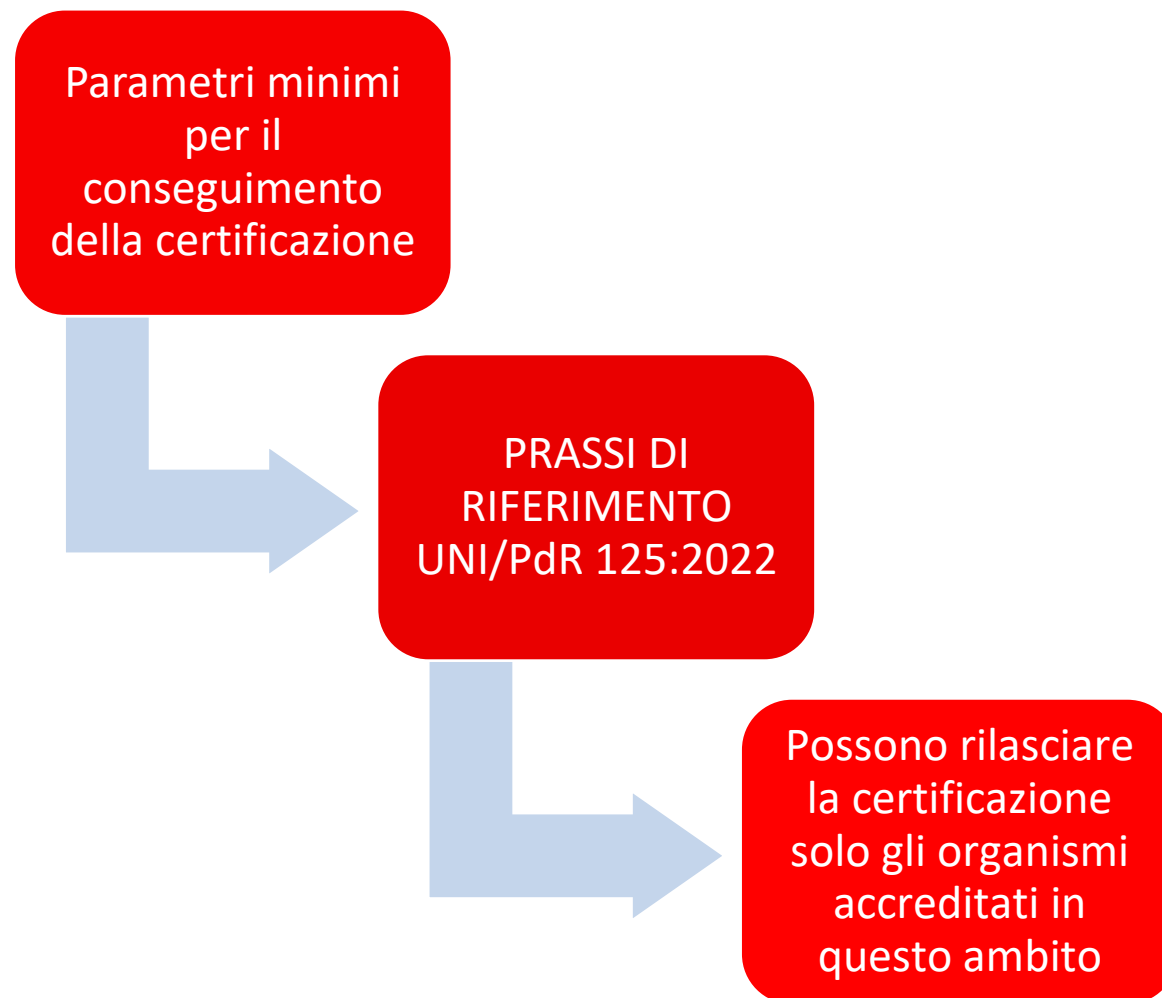 Parametri minimi
per il
conseguimento
della certificazione
PRASSI DI
RIFERIMENTO
UNI/PdR 125:2022
Possono rilasciare
la certificazione
solo gli organismi
accreditati in
questo ambito